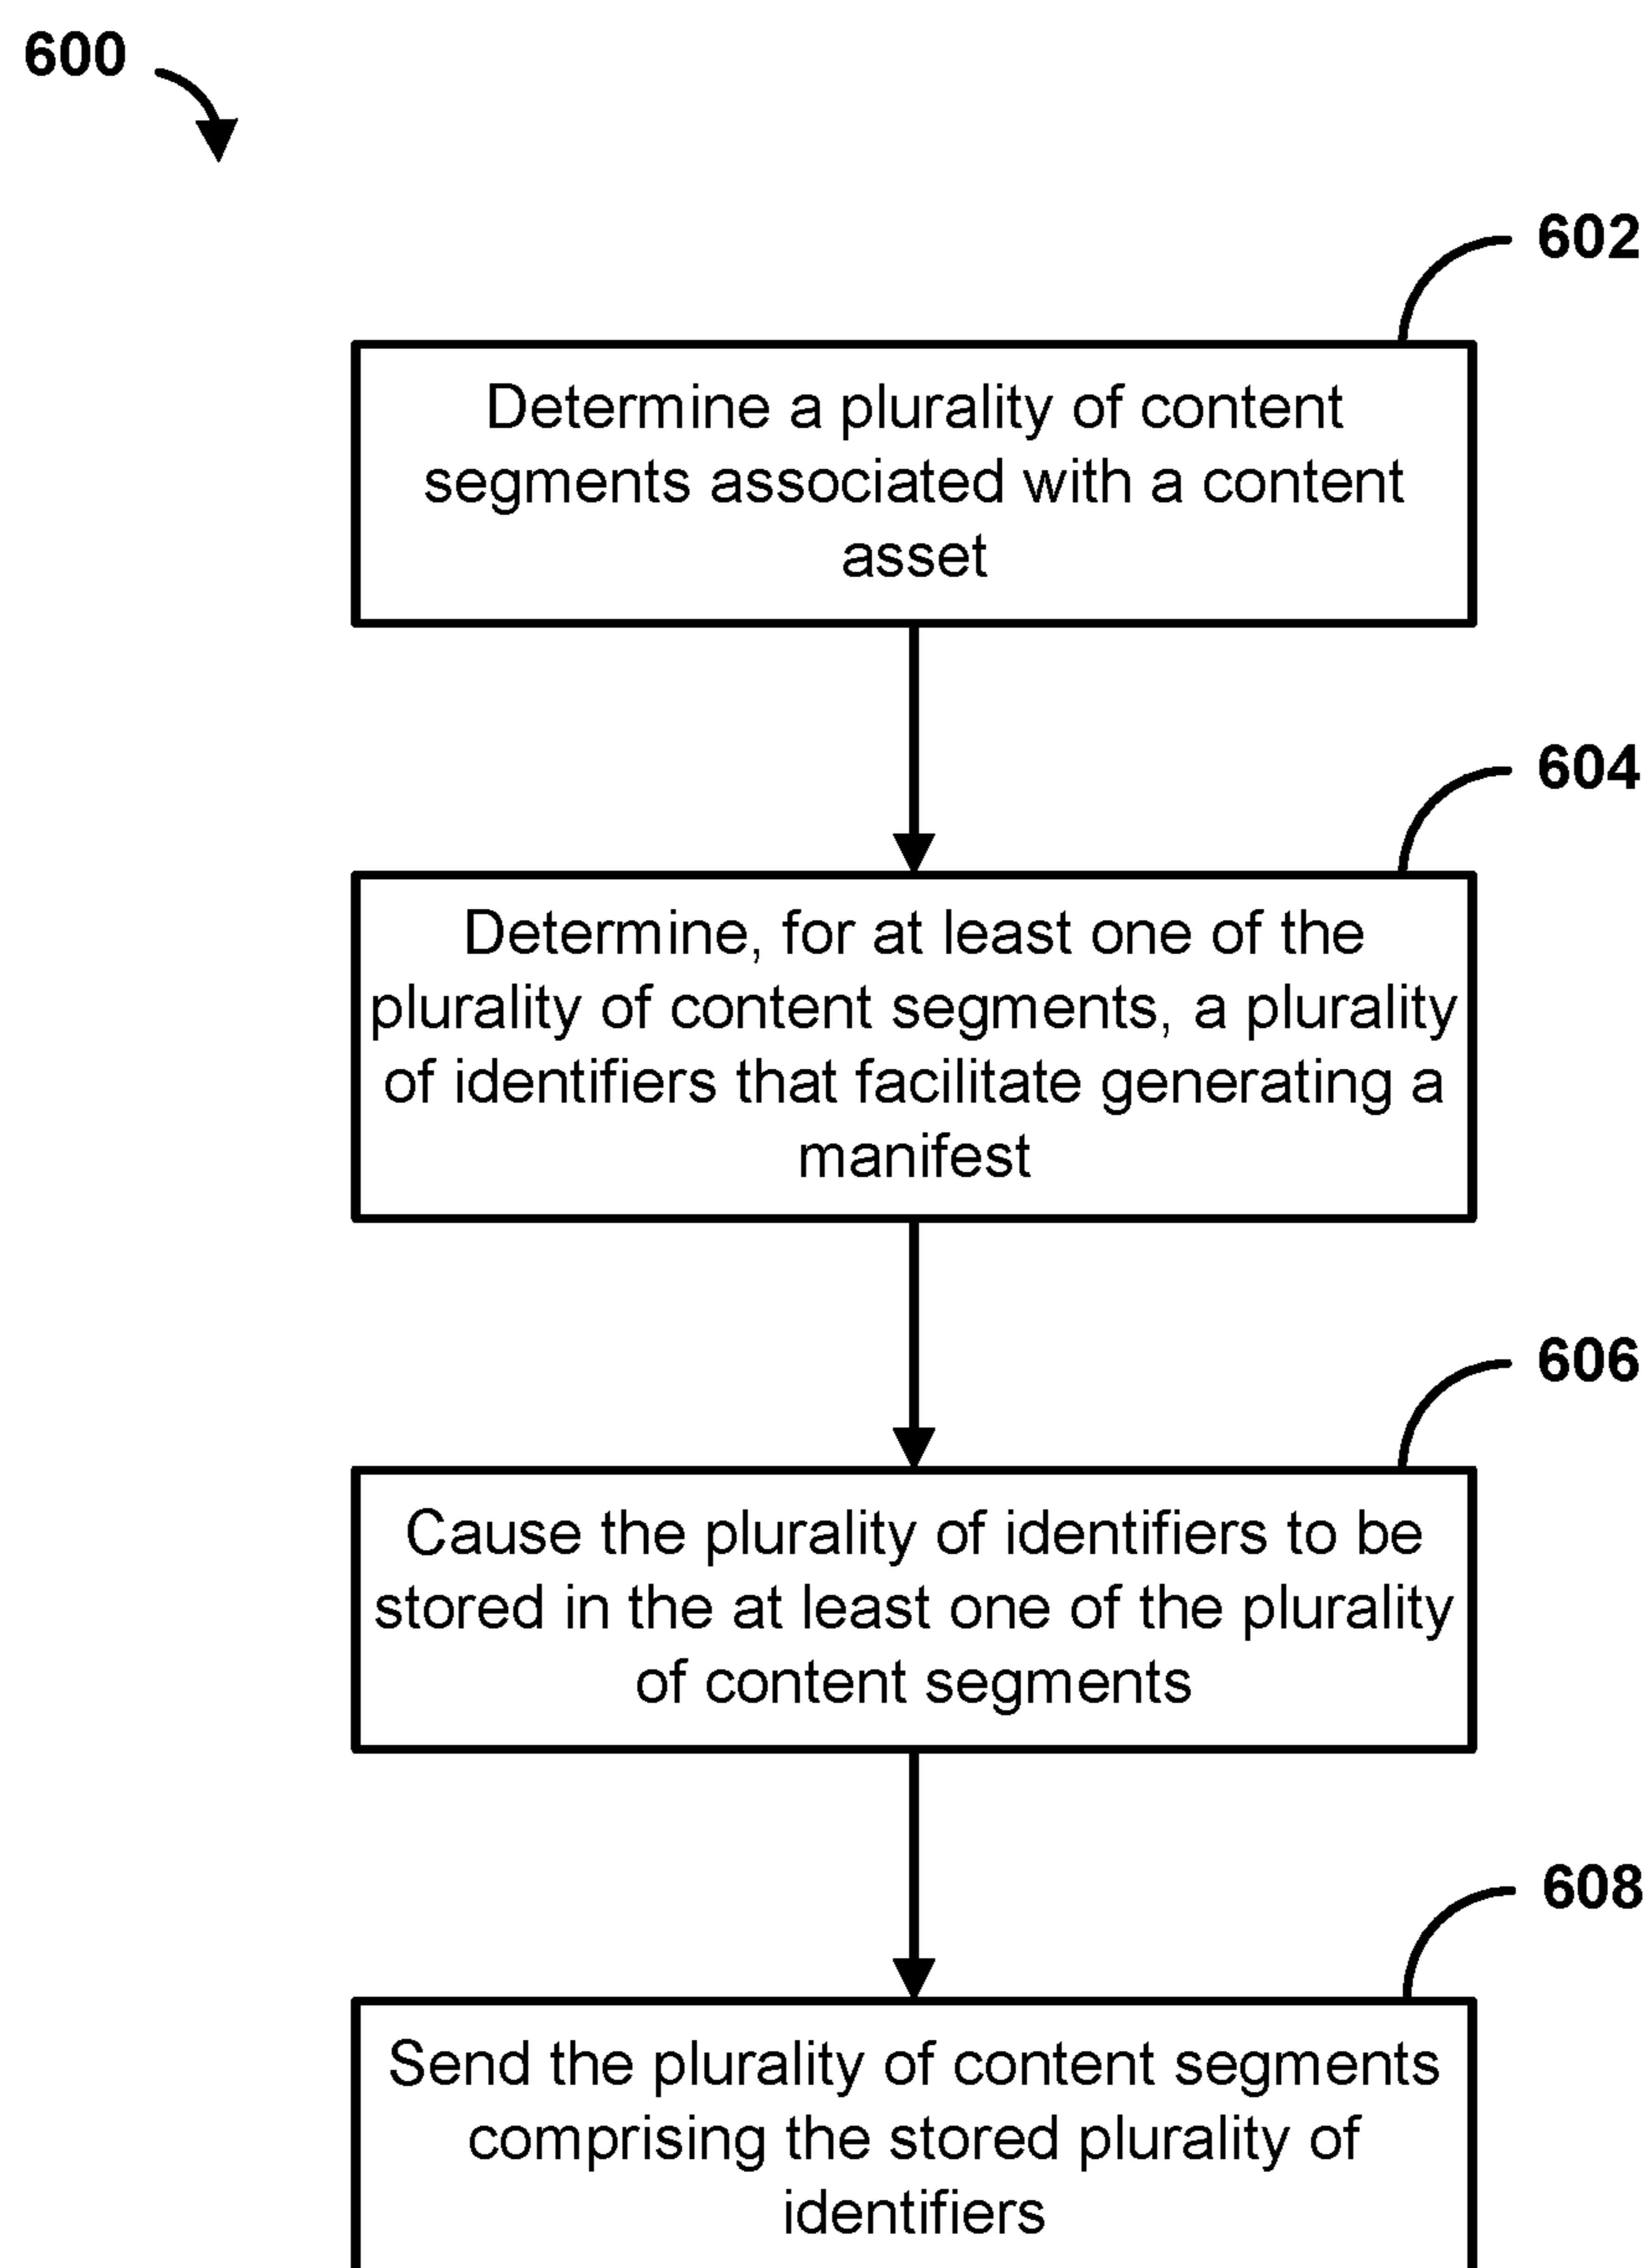 600
602
Determine a plurality of content
segments associated with a content
asset
604
Determine, for at least one of the
plurality of content segments, a plurality
of identifiers that facilitate generating a
manifest
606
Cause the plurality of identifiers to be
stored in the at least one of the plurality
of content segments
608
Send the plurality of content segments
comprising the stored plurality of
identifiers